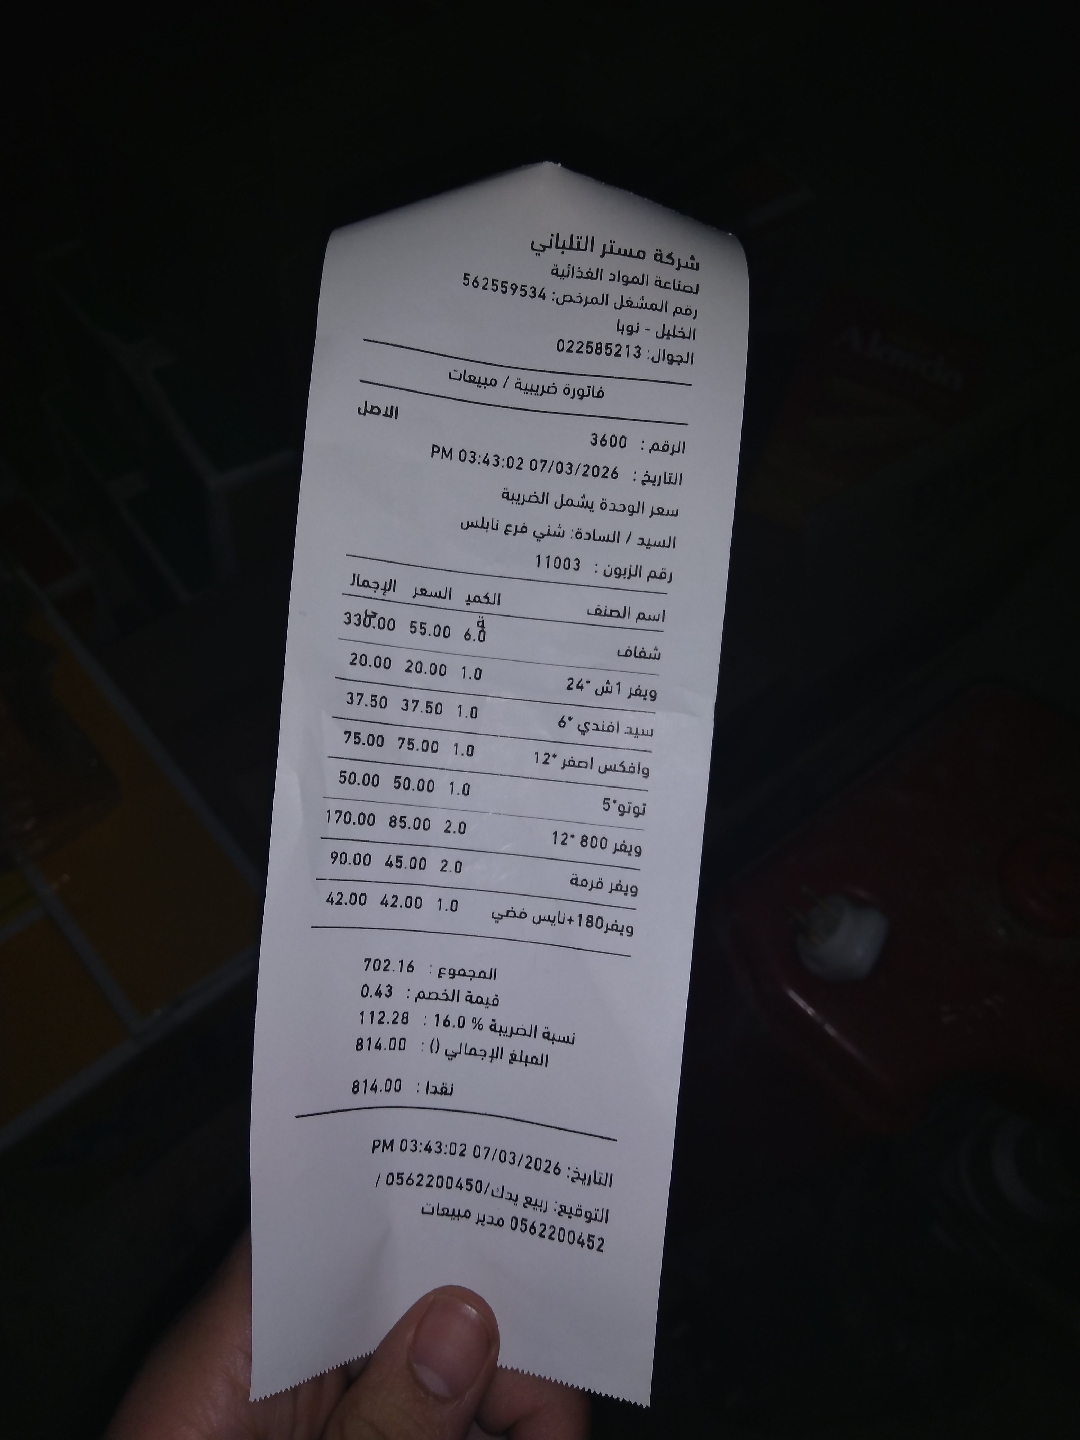 شركة مستر التلباني
لصناعة المواد الغذائية
رقم المشغل المرخص: 562559534
الخليل - نوبا
الجوال: 022585213
فاتورة ضريبية / مبيعات
الاصل
الرقم : 3600
التاريخ : 07/03/2026 03:43:02 PM
سعر الوحدة يشمل الضريبة
السيد / السادة: شني فرع نابلس
رقم الزبون : 11003
اسم الصنف الكمية السعر الإجمالي
شفاف 6.0 55.00 330.00
ويفر 1ش *24 1.0 20.00 20.00
سيد افندي *6 1.0 37.50 37.50
وافكس اصفر *12 1.0 75.00 75.00
توتو*5 1.0 50.00 50.00
ويفر 800 *12 2.0 85.00 170.00
ويفر قرمة 2.0 45.00 90.00
ويفر180+نايس فضي 1.0 42.00 42.00
المجموع : 702.16
قيمة الخصم : 0.43
نسبة الضريبة % 16.0 : 112.28
المبلغ الإجمالي () : 814.00
نقدا : 814.00
التاريخ: 07/03/2026 03:43:02 PM
التوقيع: ربيع يدك/0562200450 /
0562200452 مدير مبيعات